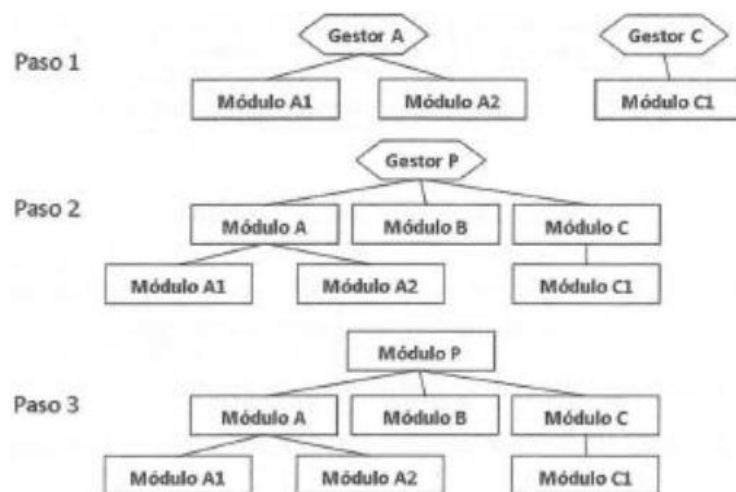 Gestor A Gestor C
Paso 1
Módulo A1 Módulo A2 Módulo C1
Gestor P
Paso 2
Módulo A Módulo B Módulo C
Módulo A1 Módulo A2 Módulo C1
Módulo P
Paso 3
Módulo A Módulo B Módulo C
Módulo A1 Módulo A2 Módulo C1